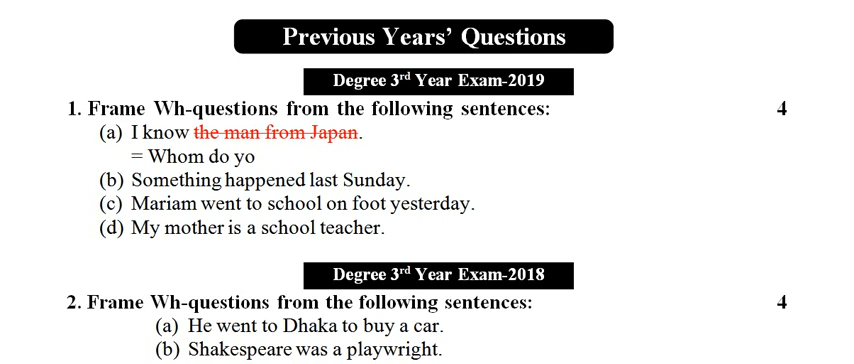 Previous Years’ Questions
Degree 3rd Year Exam-2019
1. Frame Wh-questions from the following sentences: 4
(a) I know the man from Japan.
= Whom do yo
(b) Something happened last Sunday.
(c) Mariam went to school on foot yesterday.
(d) My mother is a school teacher.
Degree 3rd Year Exam-2018
2. Frame Wh-questions from the following sentences: 4
(a) He went to Dhaka to buy a car.
(b) Shakespeare was a playwright.